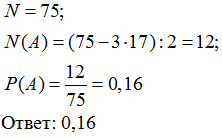 N = 75;
N(A) = (75 − 3 · 17) : 2 = 12;
P(A) = 12/75 = 0,16
Ответ: 0,16